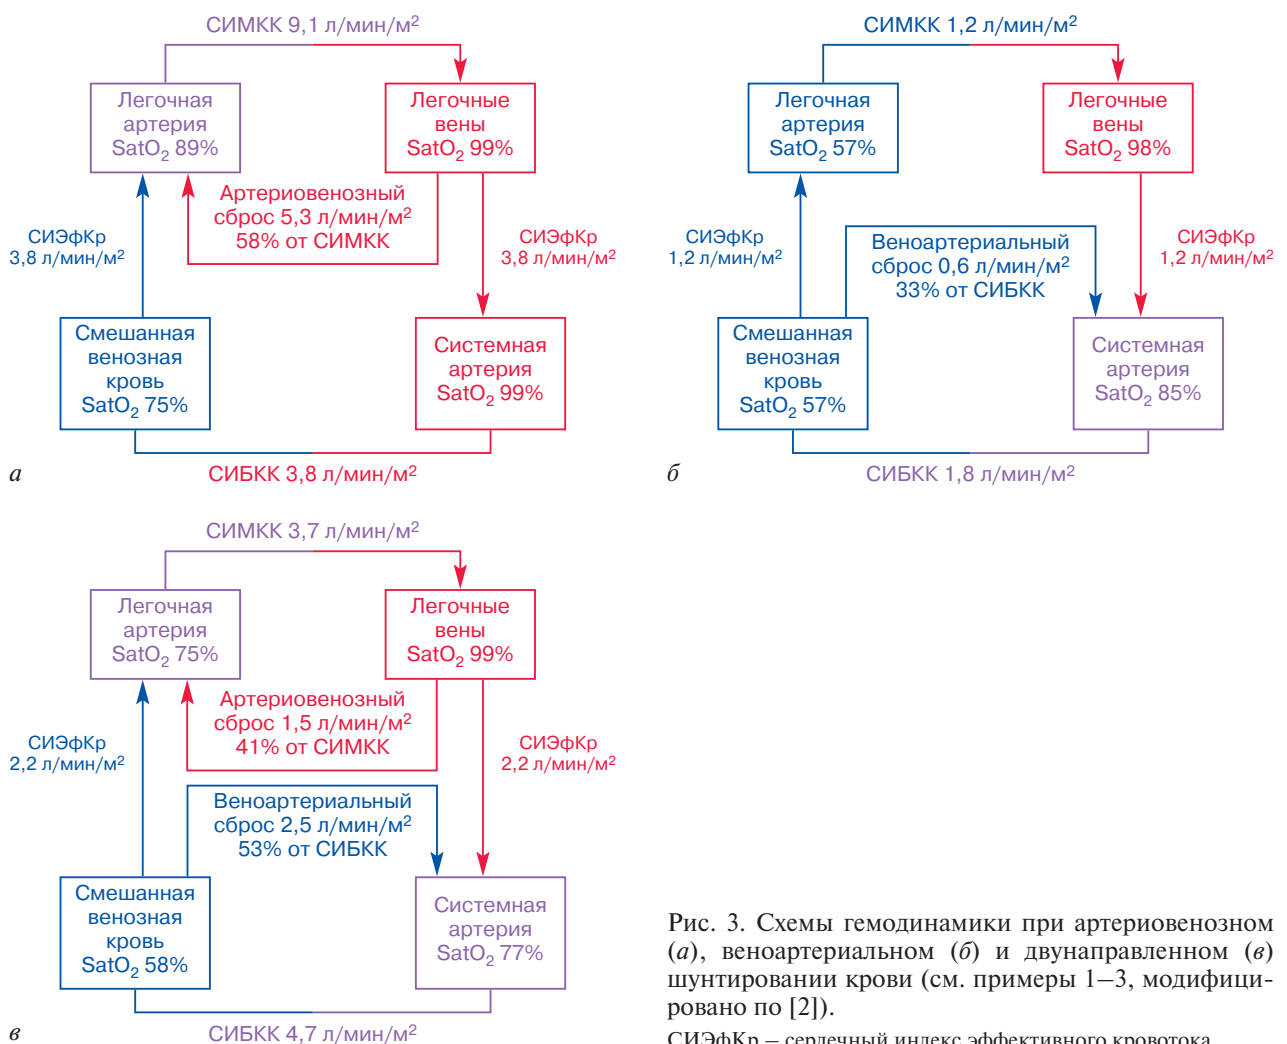 СИМКК 9,1 л/мин/м²
Легочная
артерия
SatO₂ 89%
Легочные
вены
SatO₂ 99%
Артериовенозный
сброс 5,3 л/мин/м²
58% от СИМКК
СИЭфКр
3,8 л/мин/м²
СИЭфКр
3,8 л/мин/м²
Смешанная
венозная
кровь
SatO₂ 75%
Системная
артерия
SatO₂ 99%
СИБКК 3,8 л/мин/м²
а
СИМКК 1,2 л/мин/м²
Легочная
артерия
SatO₂ 57%
Легочные
вены
SatO₂ 98%
СИЭфКр
1,2 л/мин/м²
Веноартериальный
сброс 0,6 л/мин/м²
33% от СИБКК
СИЭфКр
1,2 л/мин/м²
Смешанная
венозная
кровь
SatO₂ 57%
Системная
артерия
SatO₂ 85%
СИБКК 1,8 л/мин/м²
б
СИМКК 3,7 л/мин/м²
Легочная
артерия
SatO₂ 75%
Легочные
вены
SatO₂ 99%
Артериовенозный
сброс 1,5 л/мин/м²
41% от СИМКК
СИЭфКр
2,2 л/мин/м²
СИЭфКр
2,2 л/мин/м²
Веноартериальный
сброс 2,5 л/мин/м²
53% от СИБКК
Смешанная
венозная
кровь
SatO₂ 58%
Системная
артерия
SatO₂ 77%
СИБКК 4,7 л/мин/м²
в
Рис. 3. Схемы гемодинамики при артериовенозном
(а), веноартериальном (б) и двунаправленном (в)
шунтировании крови (см. примеры 1–3, модифици-
ровано по [2]).
СИЭфКр – сердечный индекс эффективного кровотока